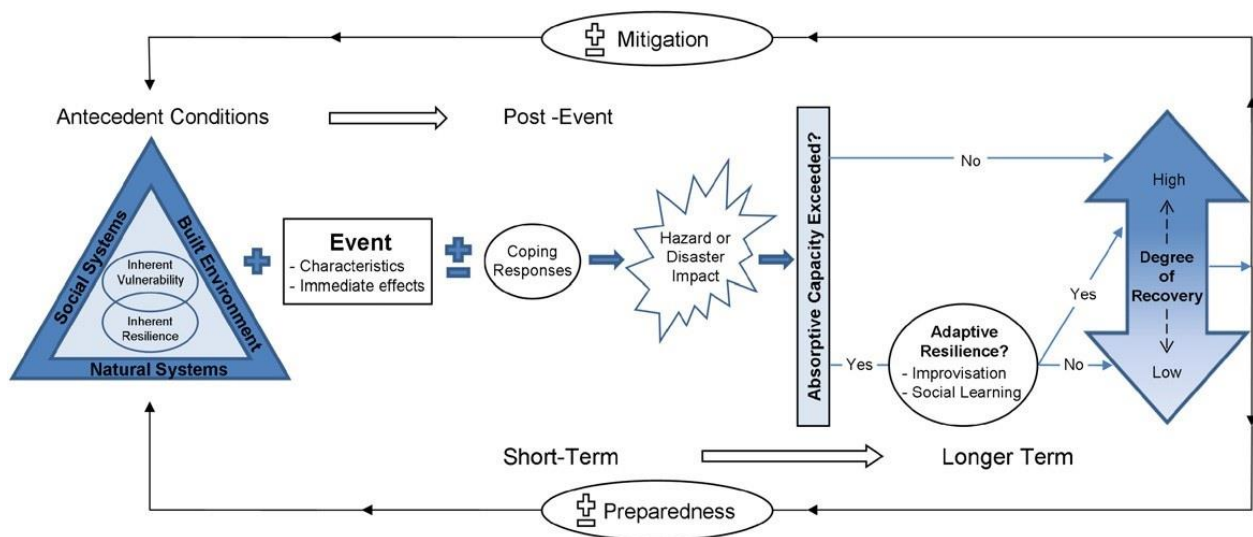 Mitigation
Antecedent Conditions
Post -Event
Social Systems
Built Environment
Natural Systems
Inherent
Vulnerability
Inherent
Resilience
Event
- Characteristics
- Immediate effects
Coping
Responses
Hazard or
Disaster
Impact
Absorptive Capacity Exceeded?
No
Yes
Adaptive
Resilience?
- Improvisation
- Social Learning
Yes
No
High
Degree of
Recovery
Low
Short-Term
Longer Term
Preparedness